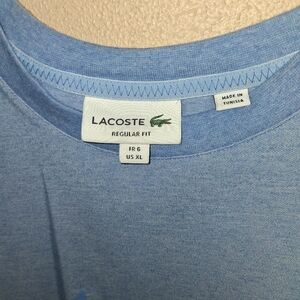 LACOSTE
REGULAR FIT
FR 6
US XL
MADE IN
TUNISIA